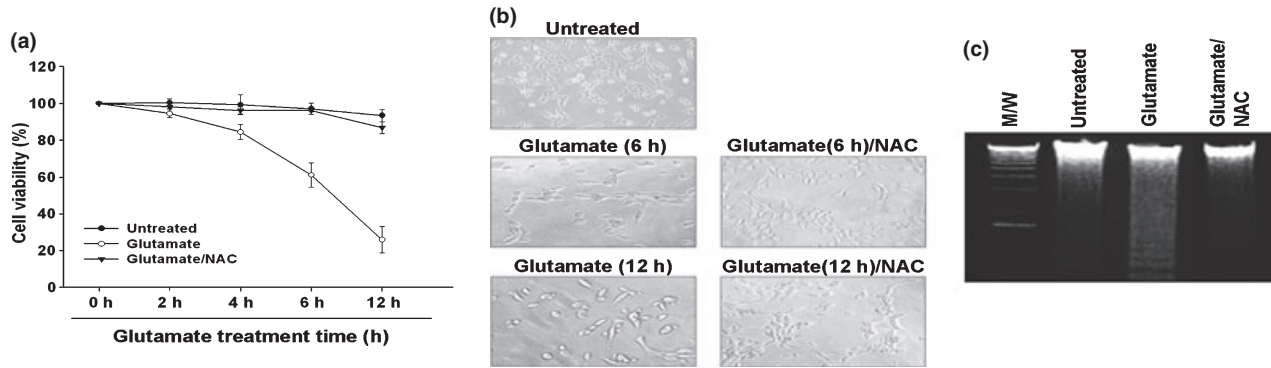 (a)
120
100
80
60
40
20
0
Cell viability (%)
Untreated
Glutamate
Glutamate/NAC
0 h 2 h 4 h 6 h 12 h
Glutamate treatment time (h)
(b)
Untreated
Glutamate (6 h) Glutamate(6 h)/NAC
Glutamate (12 h) Glutamate(12 h)/NAC
(c)
M/W
Untreated
Glutamate
Glutamate/
NAC